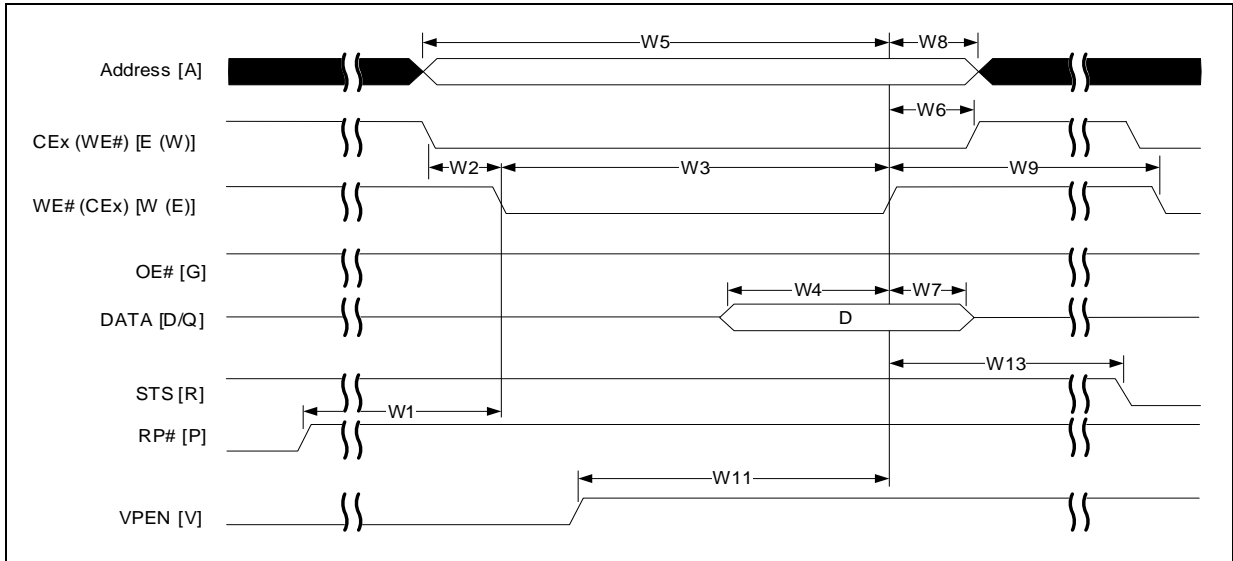 W5
W8
Address [A]
W6
CEx (WE#) [E (W)]
W2
W3
W9
WE# (CEx) [W (E)]
OE# [G]
W4
W7
DATA [D/Q]
D
W13
STS [R]
W1
RP# [P]
W11
VPEN [V]